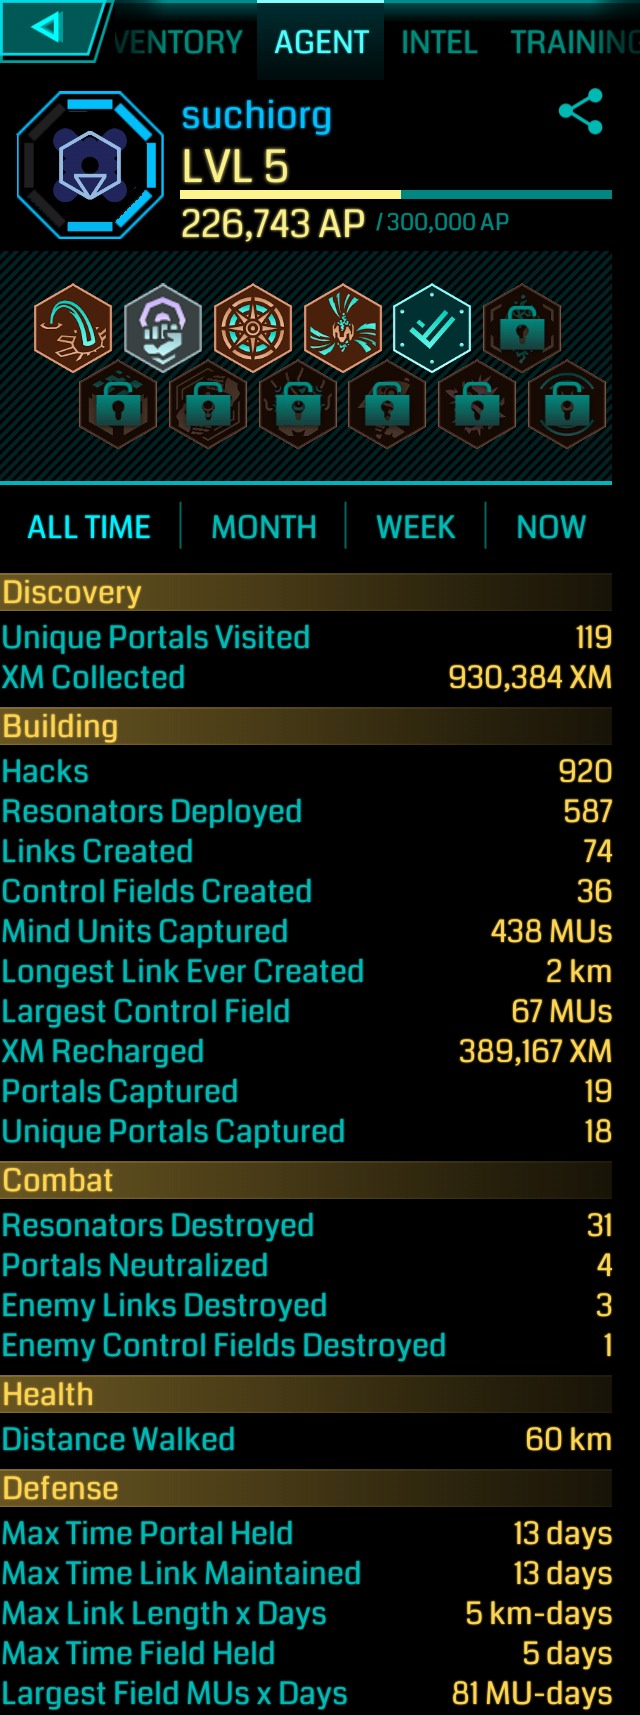 VENTORY AGENT INTEL TRAINING
suchiorg
LVL 5
226,743 AP / 300,000 AP
ALL TIME MONTH WEEK NOW
Discovery
Unique Portals Visited 119
XM Collected 930,384 XM
Building
Hacks 920
Resonators Deployed 587
Links Created 74
Control Fields Created 36
Mind Units Captured 438 MUs
Longest Link Ever Created 2 km
Largest Control Field 67 MUs
XM Recharged 389,167 XM
Portals Captured 19
Unique Portals Captured 18
Combat
Resonators Destroyed 31
Portals Neutralized 4
Enemy Links Destroyed 3
Enemy Control Fields Destroyed 1
Health
Distance Walked 60 km
Defense
Max Time Portal Held 13 days
Max Time Link Maintained 13 days
Max Link Length x Days 5 km-days
Max Time Field Held 5 days
Largest Field MUs x Days 81 MU-days